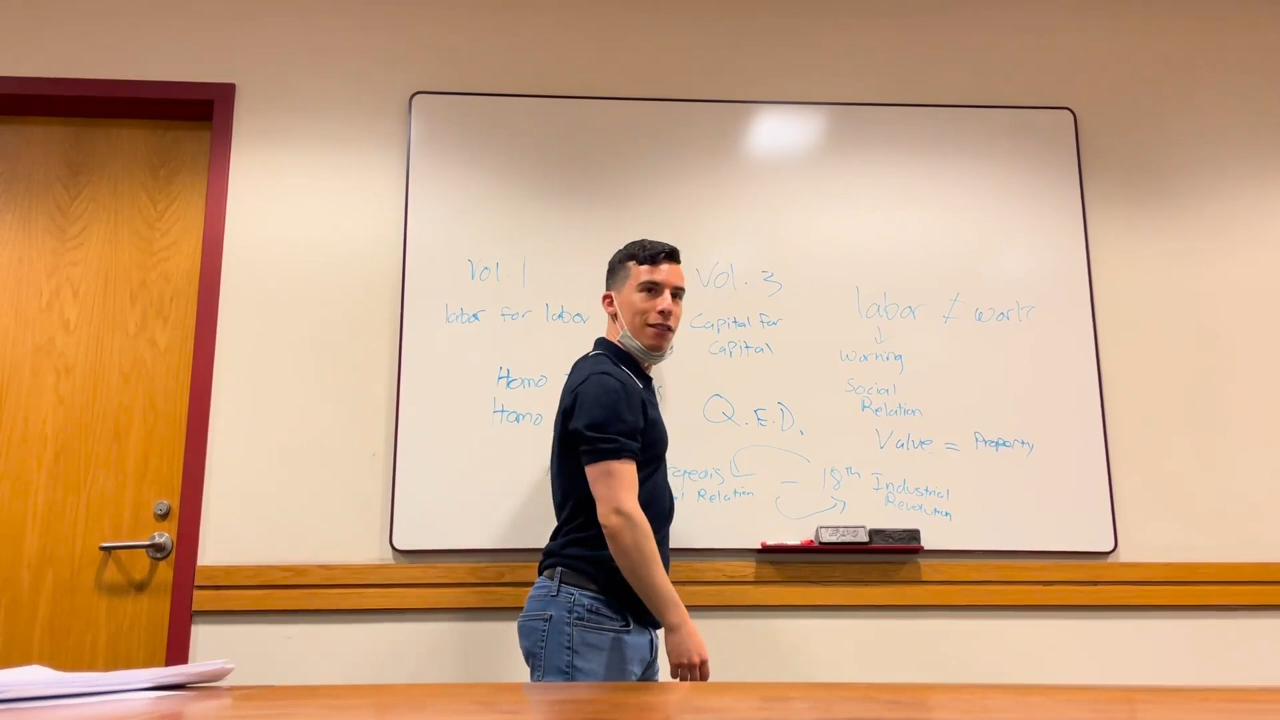 Vol. 1
labor for labor
Homo
Homo
Vol. 3
Capital for
Capital
Q.E.D.
Relation
18th Industrial
Revolution
labor ≠ work
Working
Social
Relation
Value = Property